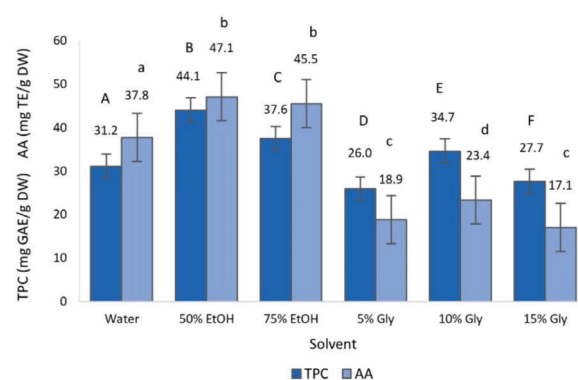 TPC (mg GAE/g DW) AA (mg TE/g DW)
60
50
40
30
20
10
0
A
31.2
a
37.8
B
44.1
b
47.1
C
37.6
b
45.5
D
26.0
c
18.9
E
34.7
d
23.4
F
27.7
c
17.1
Water 50% EtOH 75% EtOH 5% Gly 10% Gly 15% Gly
Solvent
TPC AA